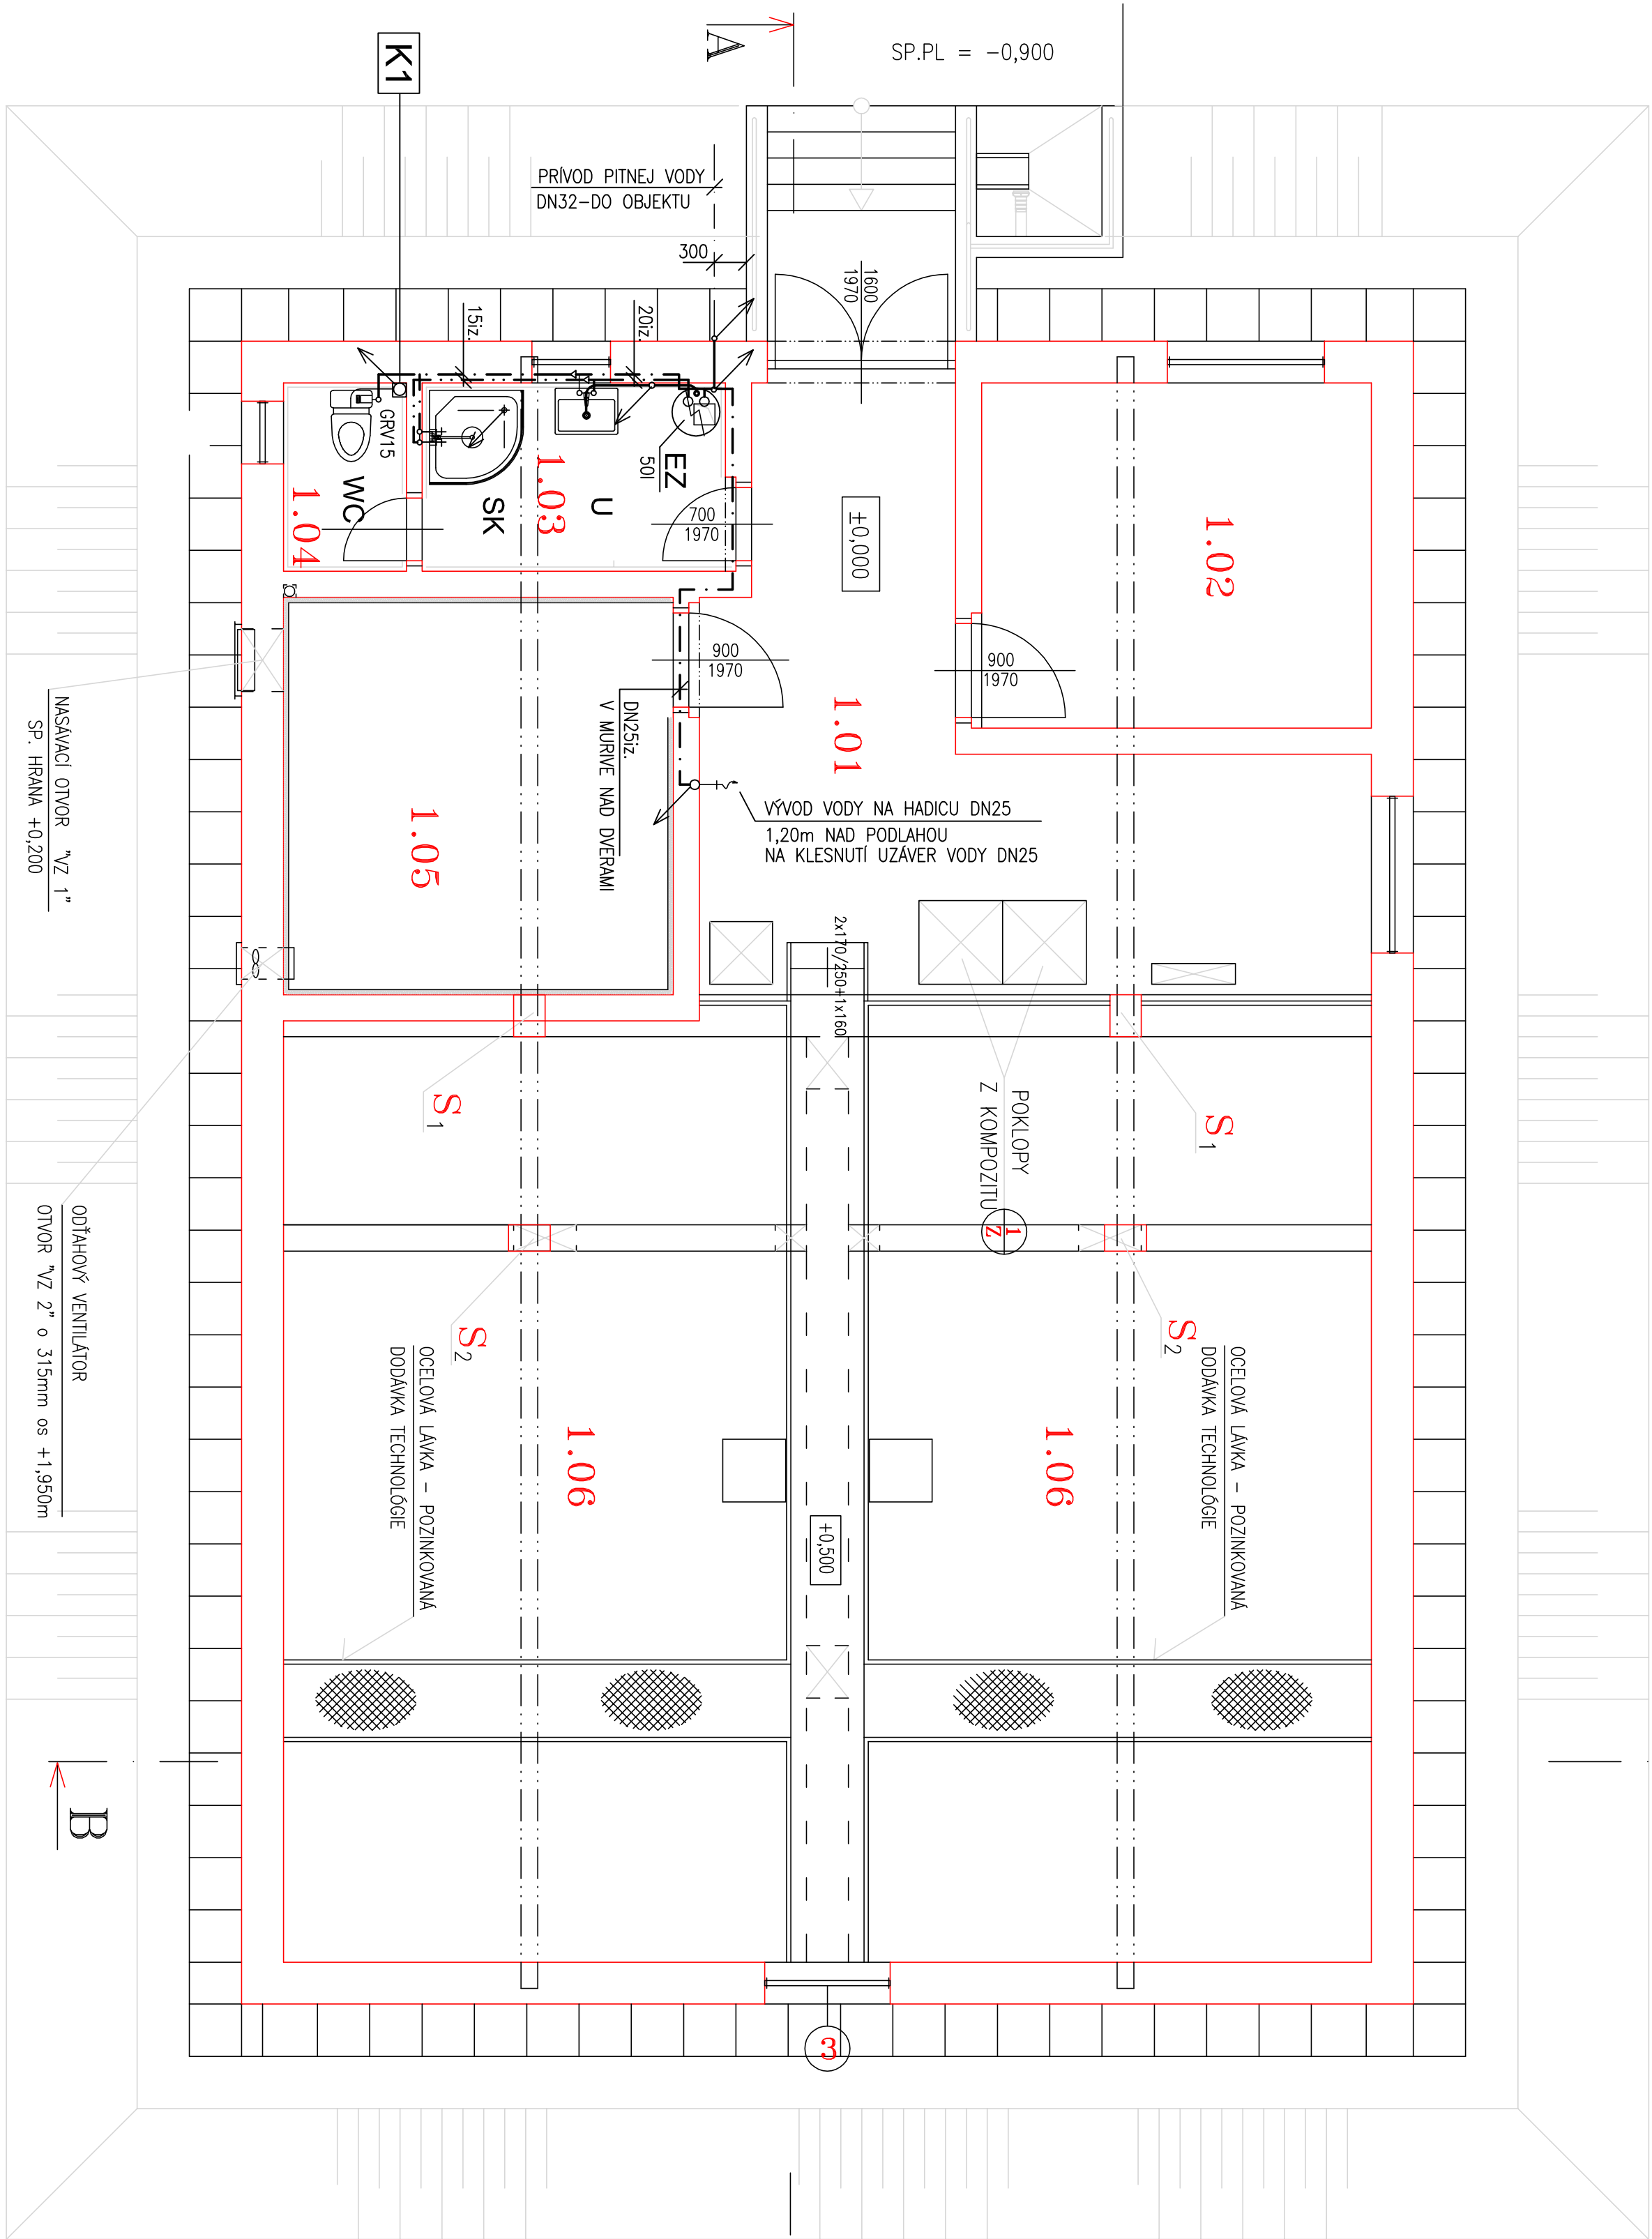 A
SP.PL = -0,900
K1
PRÍVOD PITNEJ VODY
DN32-DO OBJEKTU
300
1600
1970
15iz.
20iz.
GRV15
WC
1.04
SK
1.03
U
EZ
50l
700
1970
±0,000
1.02
900
1970
900
1970
1.01
DN25iz.
V MURIVE NAD DVERAMI
VÝVOD VODY NA HADICU DN25
1,20m NAD PODLAHOU
NA KLESNUTÍ UZÁVER VODY DN25
1.05
NASÁVACÍ OTVOR "VZ 1"
SP. HRANA +0,200
2x170/250+1x160
S1
S1
POKLOPY
Z KOMPOZITU
1
Z
ODŤAHOVÝ VENTILÁTOR
OTVOR "VZ 2" o 315mm os +1,950m
S2
S2
OCELOVÁ LÁVKA - POZINKOVANÁ
DODÁVKA TECHNOLÓGIE
OCELOVÁ LÁVKA - POZINKOVANÁ
DODÁVKA TECHNOLÓGIE
1.06
1.06
+0,500
B
3